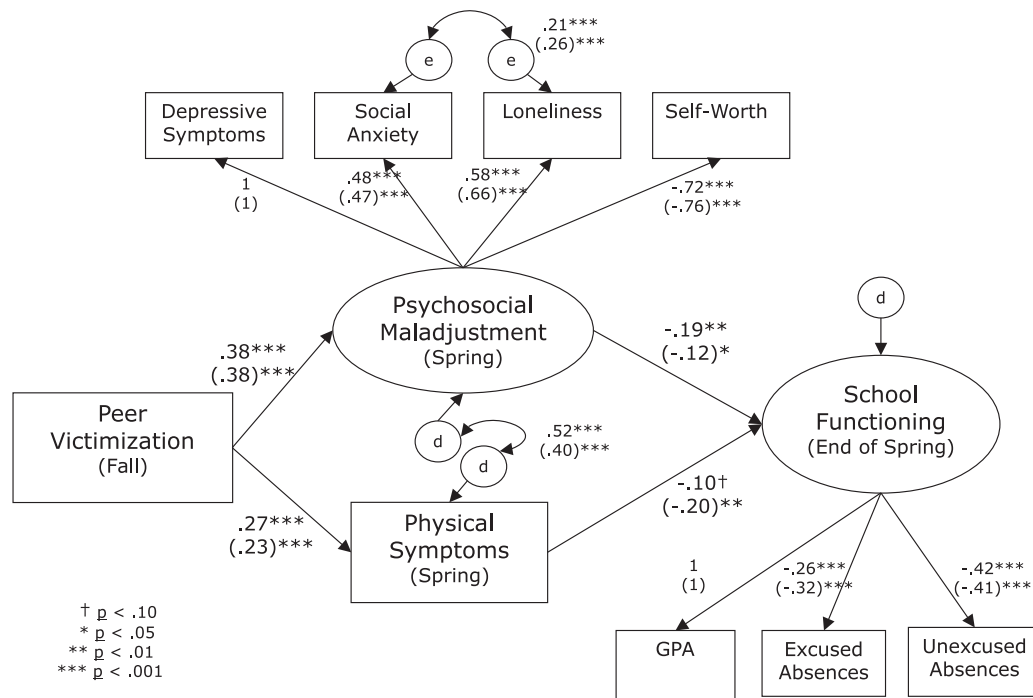 .21***
(.26)***
e
e
Depressive
Symptoms
Social
Anxiety
Loneliness
Self-Worth
1
(1)
.48***
(.47)***
.58***
(.66)***
-.72***
(-.76)***
Psychosocial
Maladjustment
(Spring)
d
-.19**
(-.12)*
.38***
(.38)***
School
Functioning
(End of Spring)
Peer
Victimization
(Fall)
d
d
.52***
(.40)***
-.10†
(-.20)**
.27***
(.23)***
Physical
Symptoms
(Spring)
1
(1)
-.26***
(-.32)***
-.42***
(-.41)***
† p < .10
* p < .05
** p < .01
*** p < .001
GPA
Excused
Absences
Unexcused
Absences